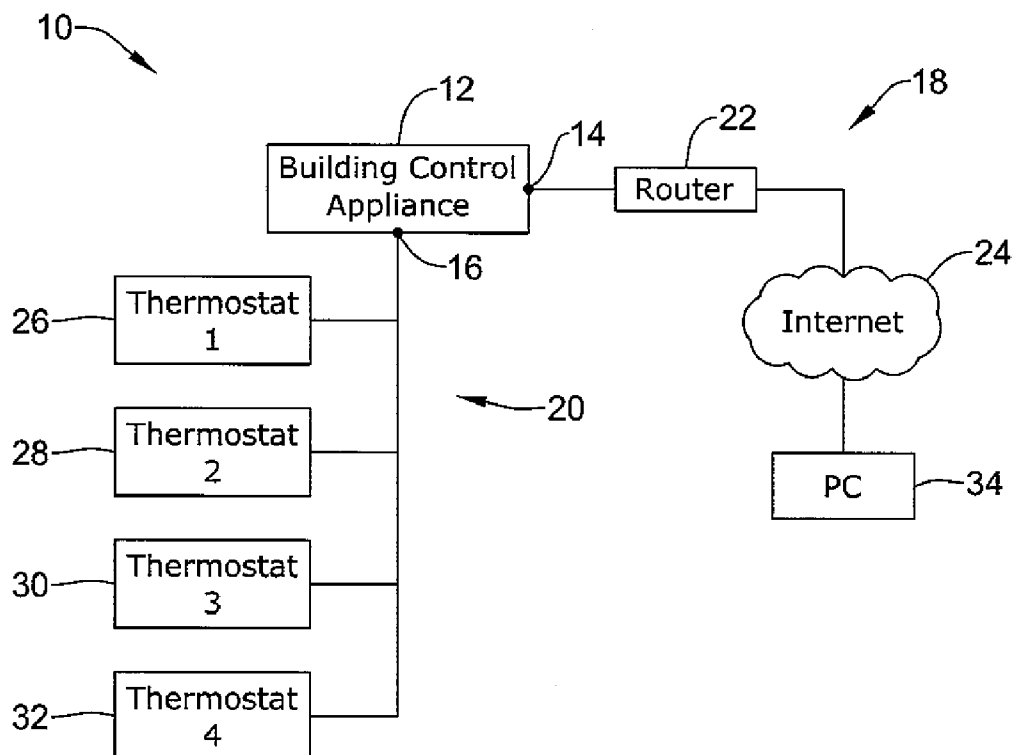 10
12
18
22
14
Building Control
Appliance
Router
16
24
Internet
26
Thermostat
1
20
28
Thermostat
2
PC
34
30
Thermostat
3
32
Thermostat
4